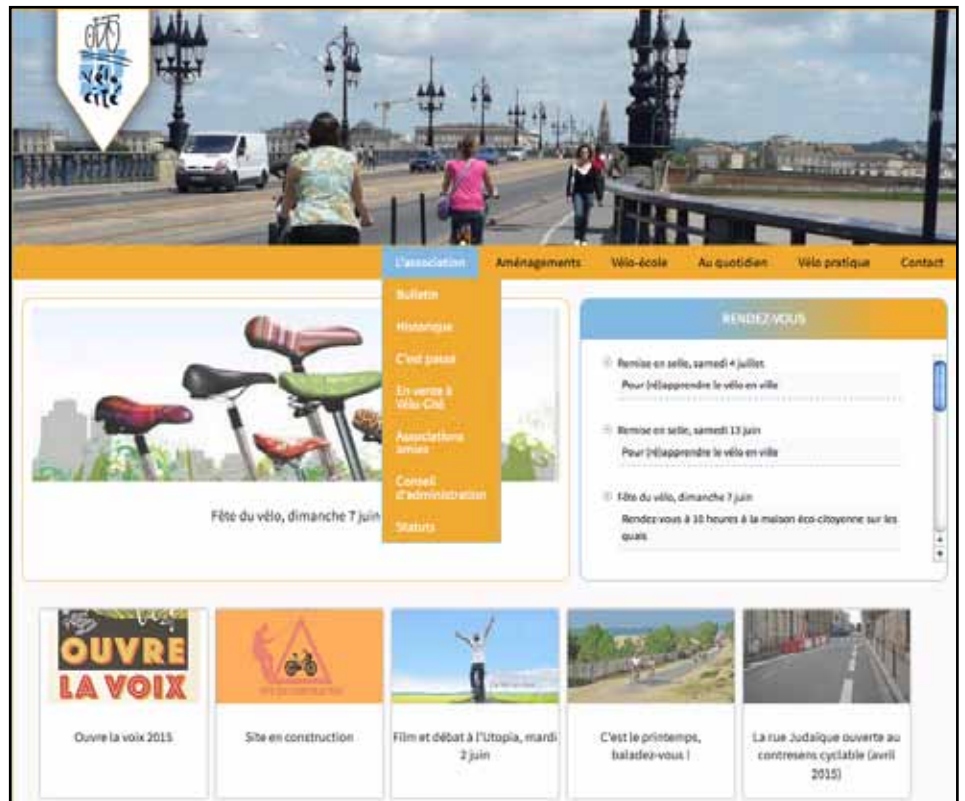 vélo
cité
L'association
Aménagements
Vélo-école
Au quotidien
Vélo pratique
Contact
Bulletin
Historique
C'est passé
En vente à
Vélo-Cité
Associations
amies
Conseil
d'administration
Statuts
Fête du vélo, dimanche 7 juin
RENDEZ-VOUS
Remise en selle, samedi 4 juillet
Pour (ré)apprendre le vélo en ville
Remise en selle, samedi 13 juin
Pour (ré)apprendre le vélo en ville
Fête du vélo, dimanche 7 juin
Rendez-vous à 10 heures à la maison éco-citoyenne sur les
quais
OUVRE
LA VOIX
Ouvre la voix 2015
SITE EN CONSTRUCTION
Site en construction
Film et débat à l'Utopia, mardi
2 juin
C'est le printemps,
baladez-vous !
La rue Judaïque ouverte au
contresens cyclable (avril
2015)